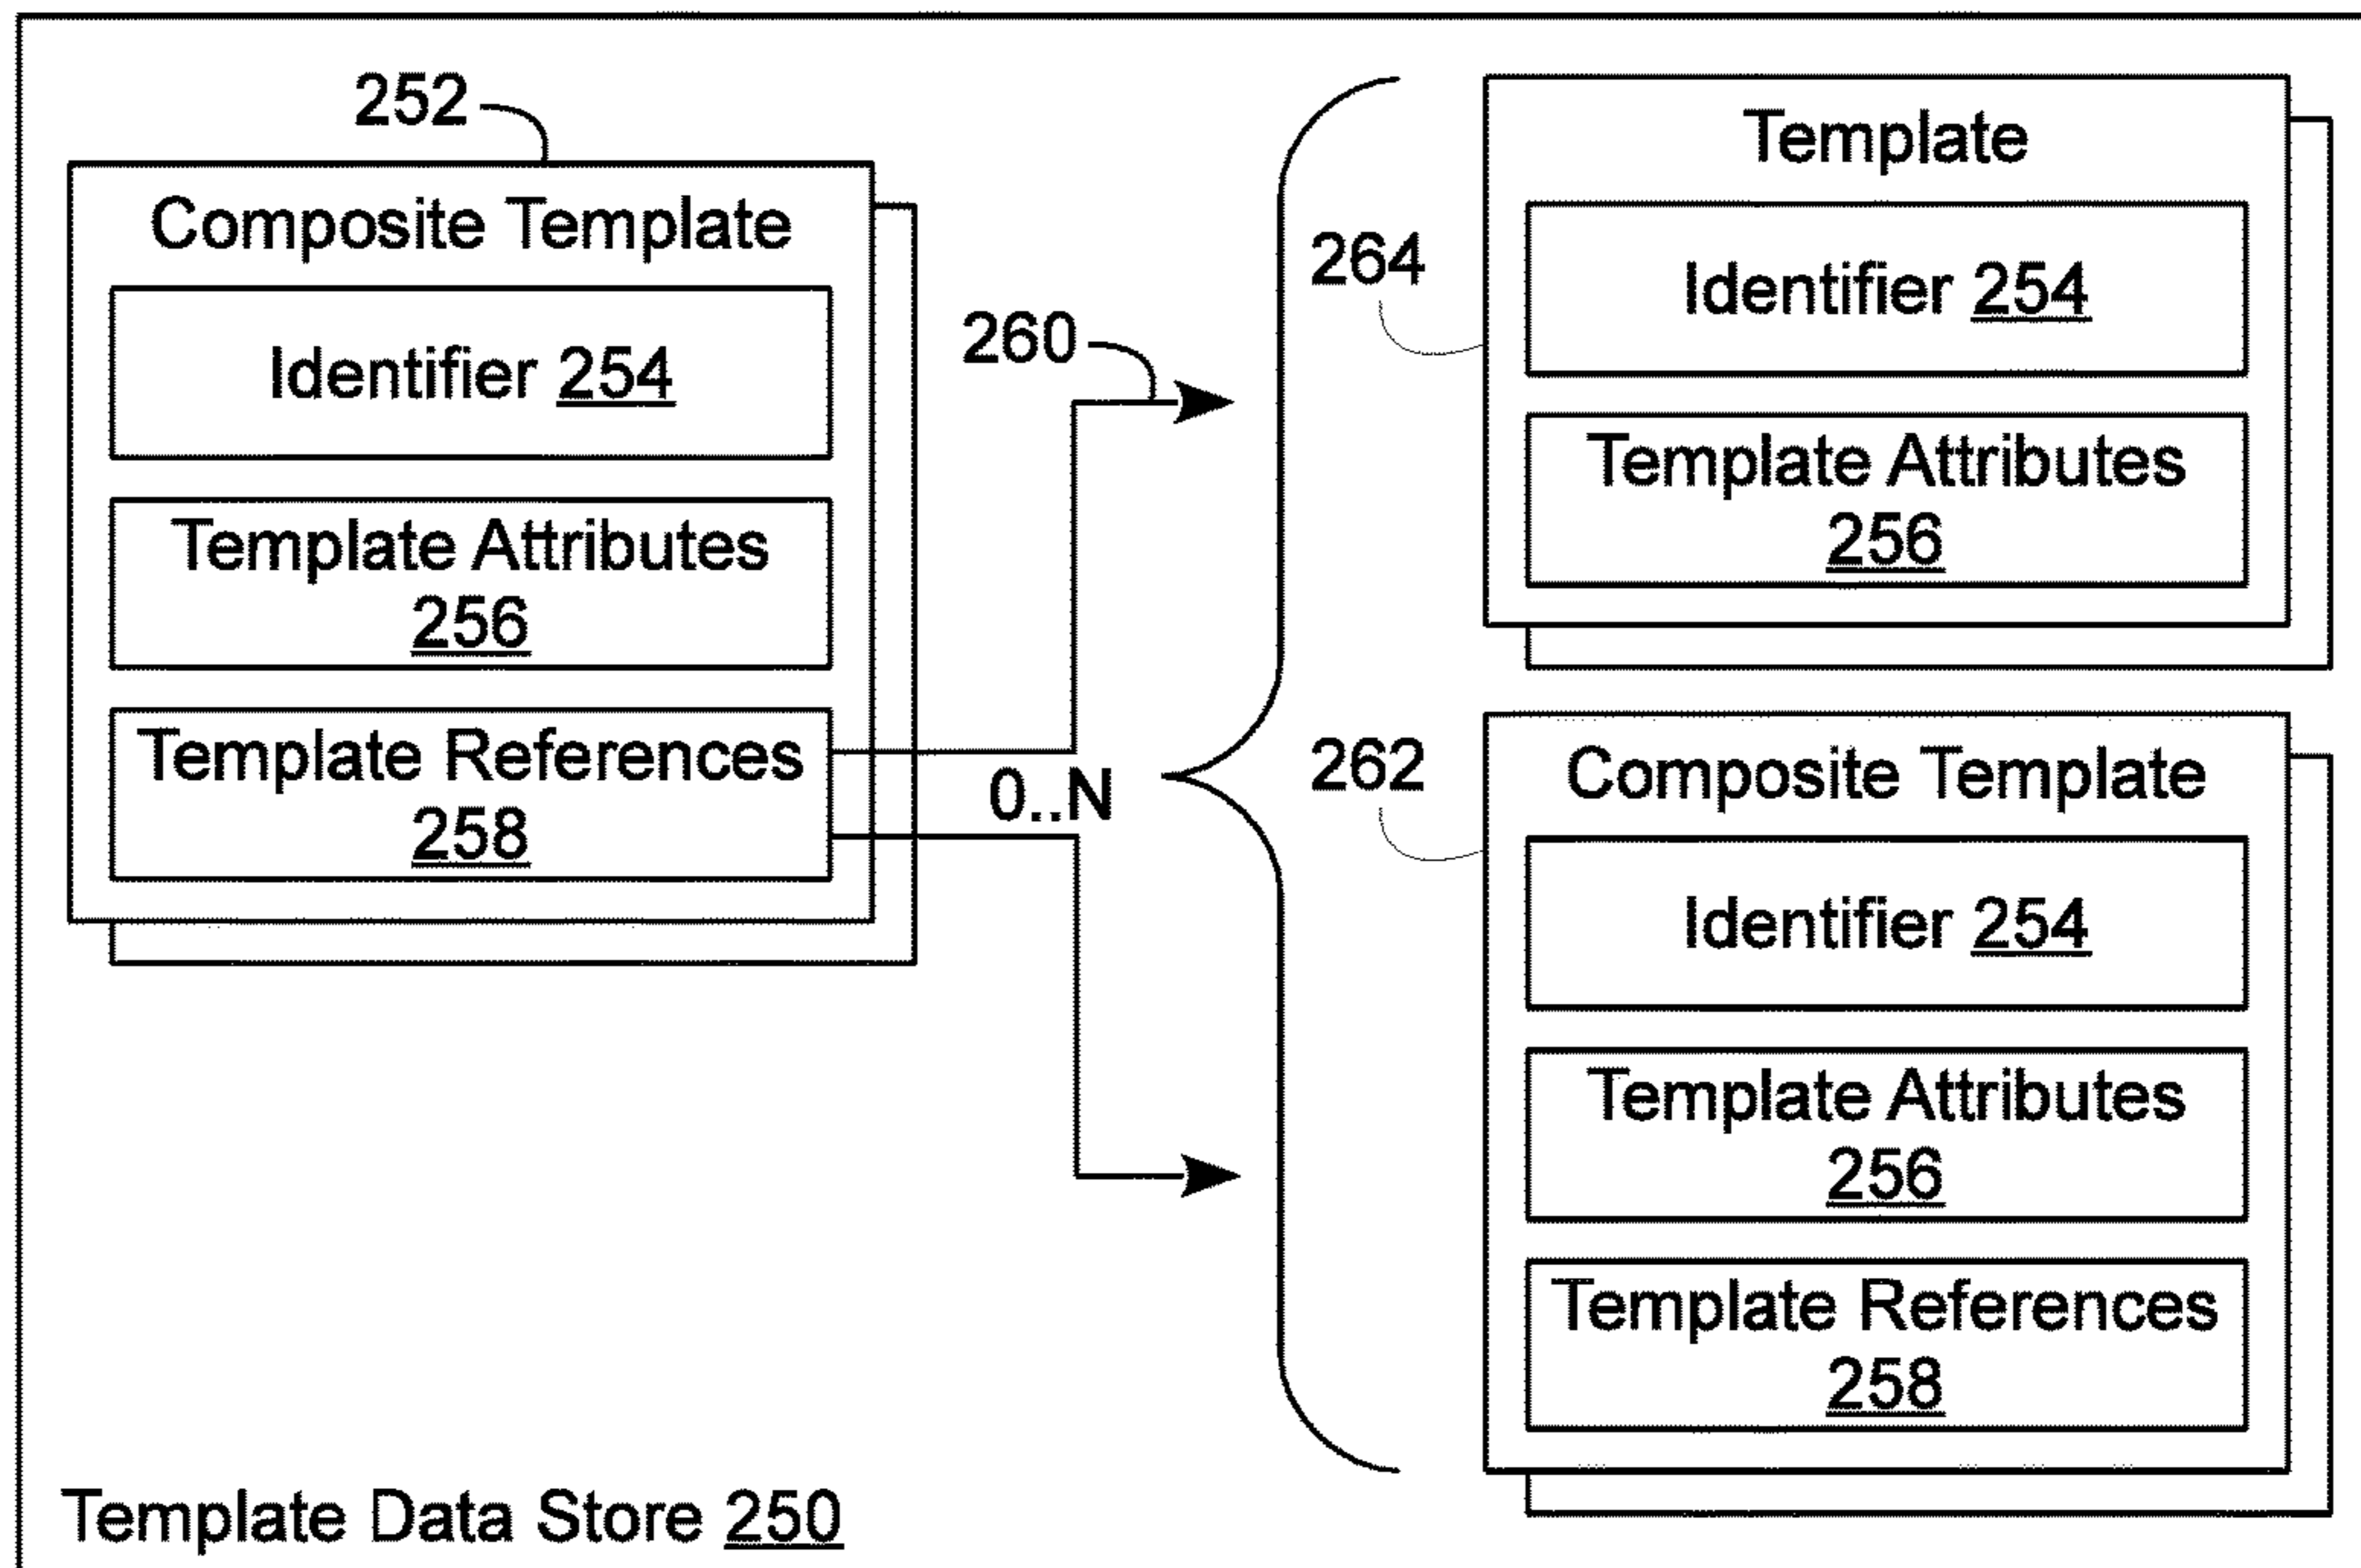 252
Composite Template
Identifier 254
Template Attributes
256
Template References
258
260
0..N
264
Template
Identifier 254
Template Attributes
256
262
Composite Template
Identifier 254
Template Attributes
256
Template References
258
Template Data Store 250